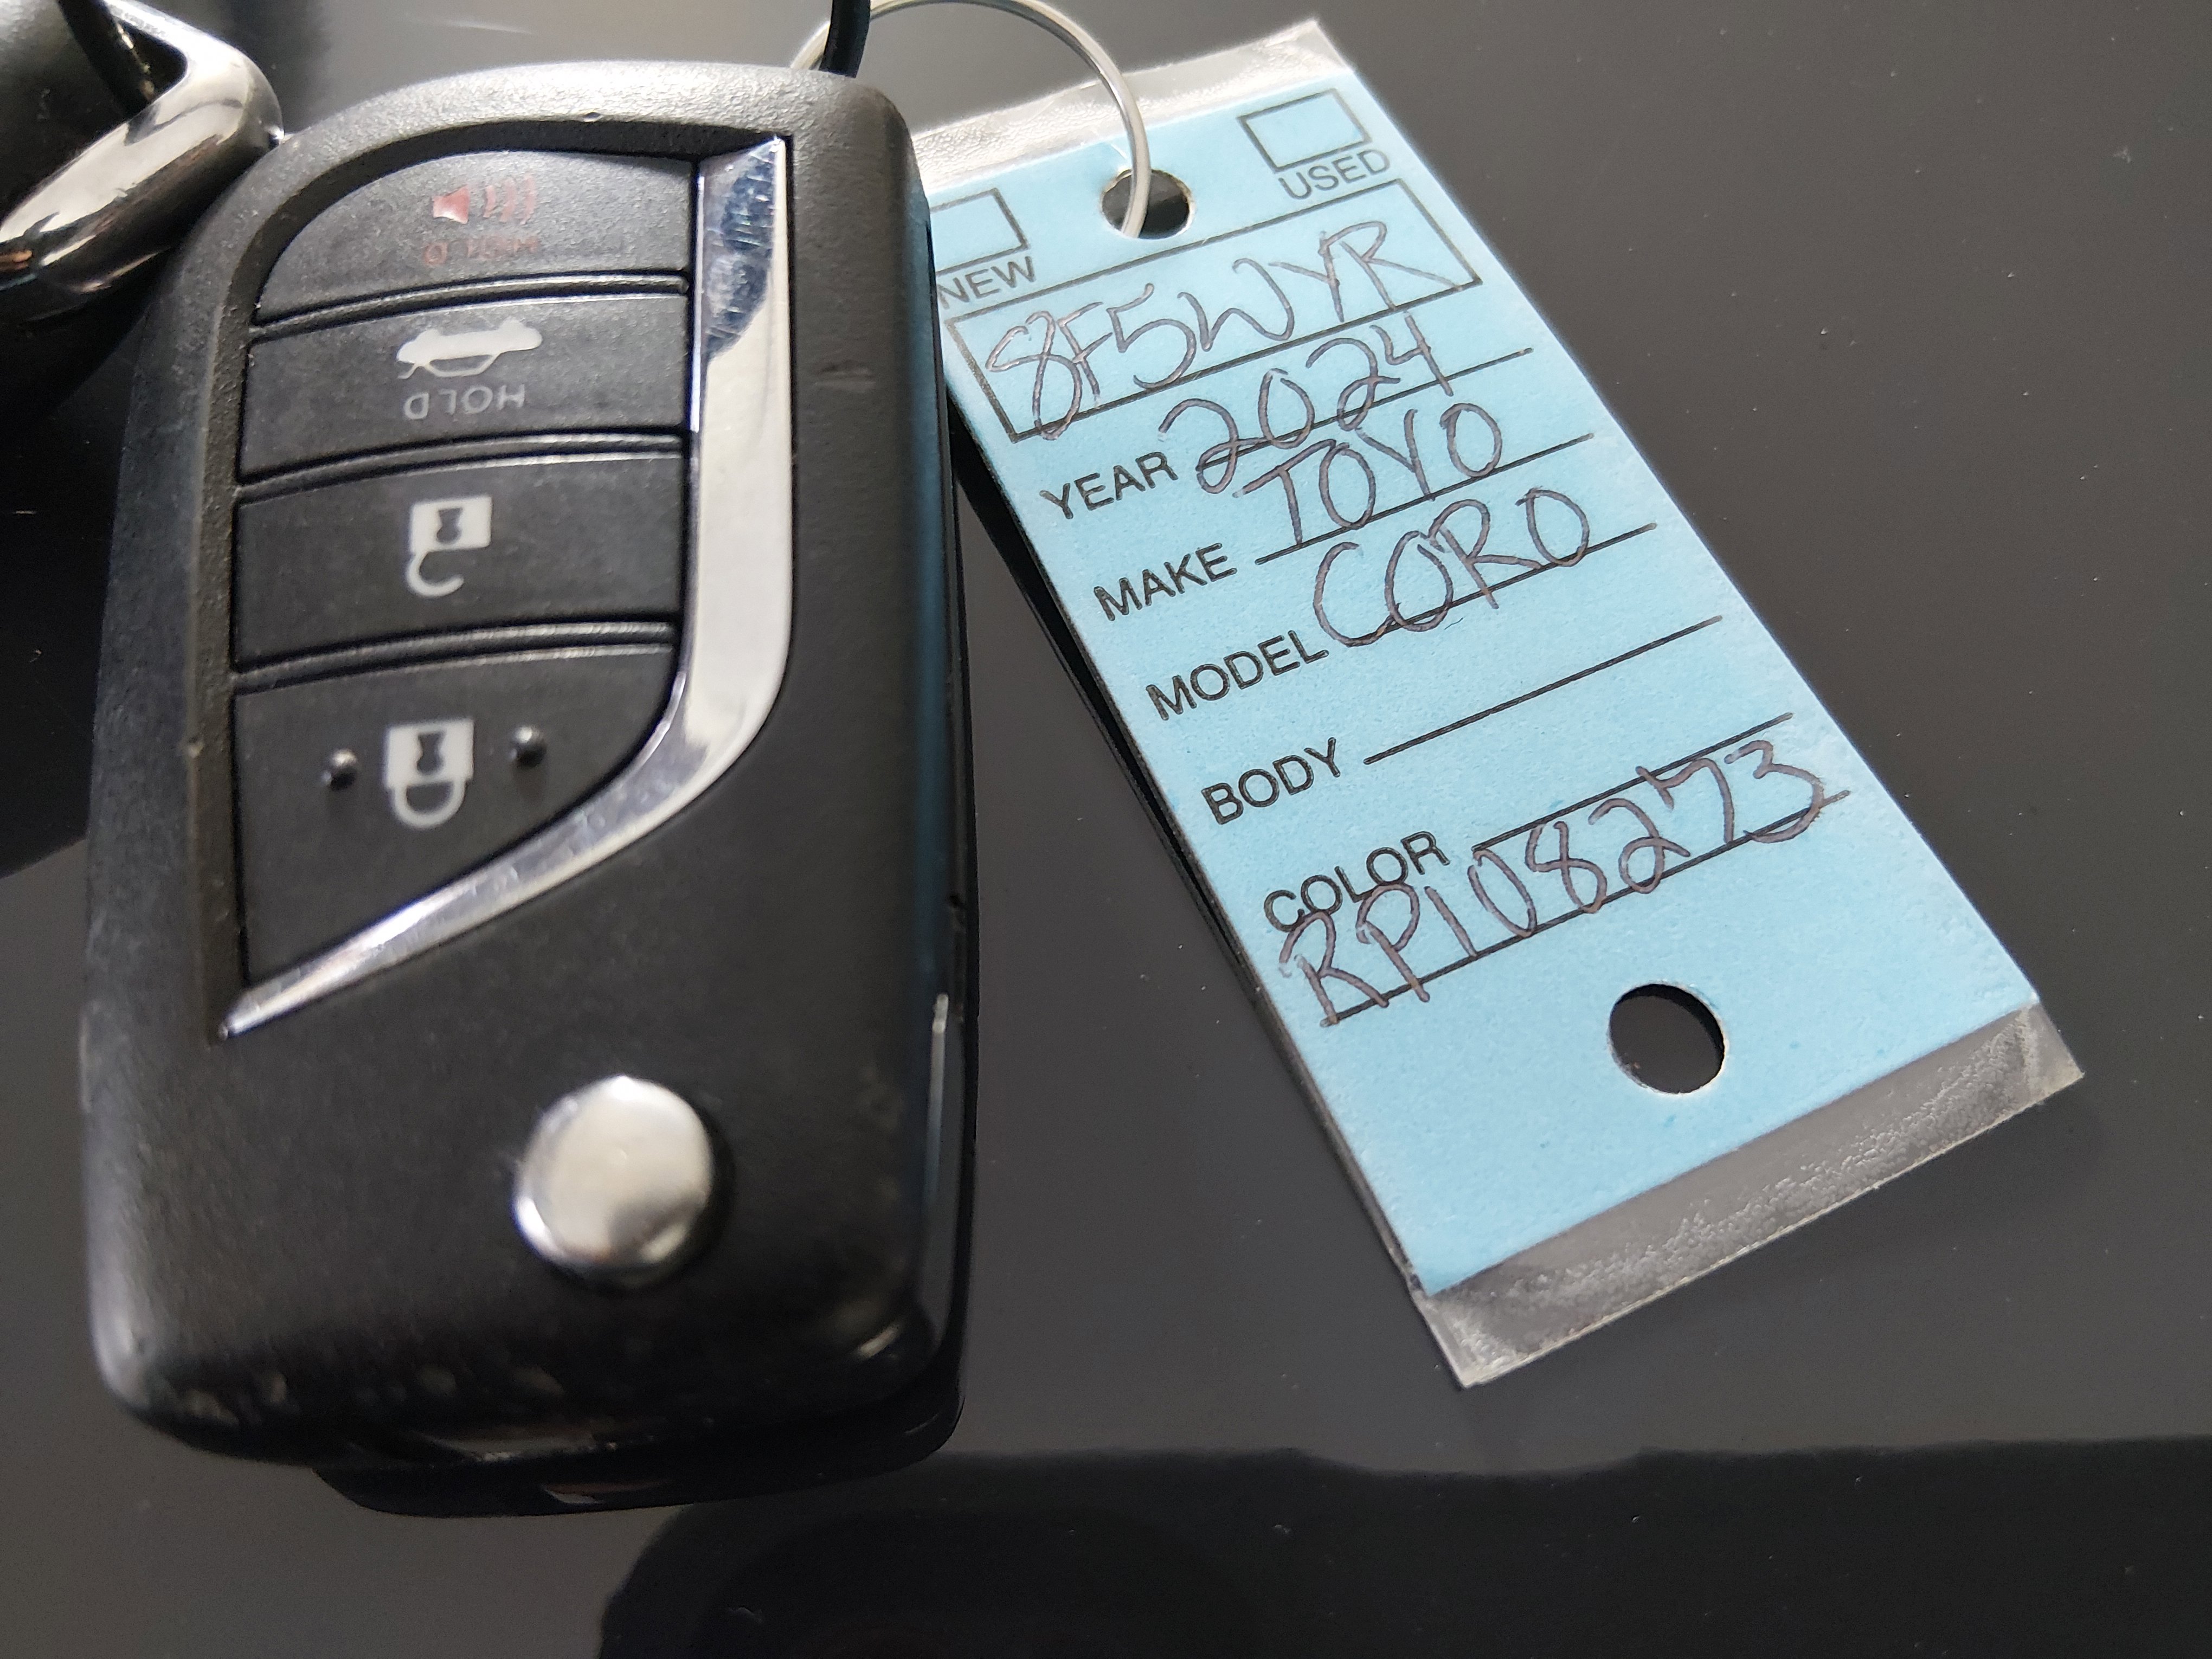 HOLD
USED
NEW
8F5WYR
YEAR 2024
MAKE TOYO
MODEL CORO
BODY
COLOR
RP108273